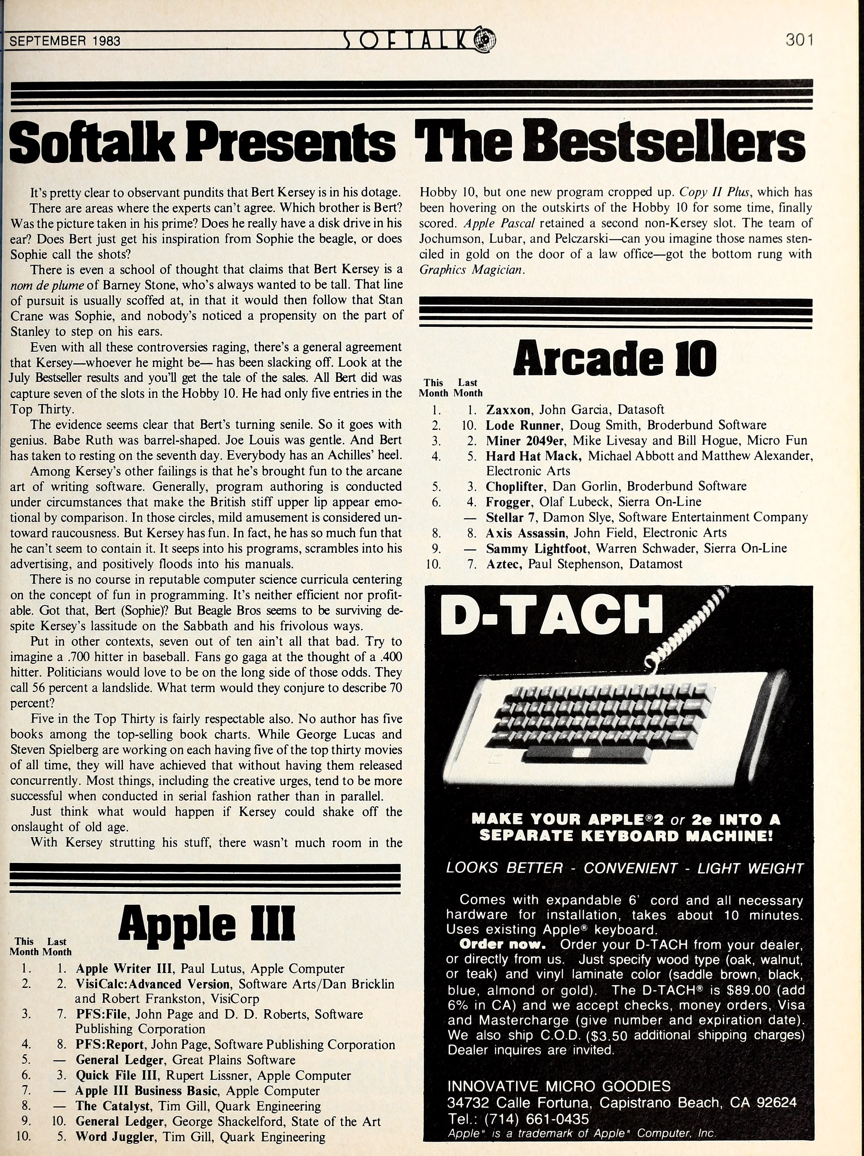 SEPTEMBER 1983
SOFTALK
301
Softalk Presents The Bestsellers
It's pretty clear to observant pundits that Bert Kersey is in his dotage.
There are areas where the experts can't agree. Which brother is Bert?
Was the picture taken in his prime? Does he really have a disk drive in his
ear? Does Bert just get his inspiration from Sophie the beagle, or does
Sophie call the shots?
There is even a school of thought that claims that Bert Kersey is a
nom de plume of Barney Stone, who's always wanted to be tall. That line
of pursuit is usually scoffed at, in that it would then follow that Stan
Crane was Sophie, and nobody's noticed a propensity on the part of
Stanley to step on his ears.
Even with all these controversies raging, there's a general agreement
that Kersey—whoever he might be— has been slacking off. Look at the
July Bestseller results and you'll get the tale of the sales. All Bert did was
capture seven of the slots in the Hobby 10. He had only five entries in the
Top Thirty.
The evidence seems clear that Bert's turning senile. So it goes with
genius. Babe Ruth was barrel-shaped. Joe Louis was gentle. And Bert
has taken to resting on the seventh day. Everybody has an Achilles' heel.
Among Kersey's other failings is that he's brought fun to the arcane
art of writing software. Generally, program authoring is conducted
under circumstances that make the British stiff upper lip appear emo-
tional by comparison. In those circles, mild amusement is considered un-
toward raucousness. But Kersey has fun. In fact, he has so much fun that
he can't seem to contain it. It seeps into his programs, scrambles into his
advertising, and positively floods into his manuals.
There is no course in reputable computer science curricula centering
on the concept of fun in programming. It's neither efficient nor profit-
able. Got that, Bert (Sophie)? But Beagle Bros seems to be surviving de-
spite Kersey's lassitude on the Sabbath and his frivolous ways.
Put in other contexts, seven out of ten ain't all that bad. Try to
imagine a .700 hitter in baseball. Fans go gaga at the thought of a .400
hitter. Politicians would love to be on the long side of those odds. They
call 56 percent a landslide. What term would they conjure to describe 70
percent?
Five in the Top Thirty is fairly respectable also. No author has five
books among the top-selling book charts. While George Lucas and
Steven Spielberg are working on each having five of the top thirty movies
of all time, they will have achieved that without having them released
concurrently. Most things, including the creative urges, tend to be more
successful when conducted in serial fashion rather than in parallel.
Just think what would happen if Kersey could shake off the
onslaught of old age.
With Kersey strutting his stuff, there wasn't much room in the
Hobby 10, but one new program cropped up. Copy II Plus, which has
been hovering on the outskirts of the Hobby 10 for some time, finally
scored. Apple Pascal retained a second non-Kersey slot. The team of
Jochumson, Lubar, and Pelczarski—can you imagine those names sten-
ciled in gold on the door of a law office—got the bottom rung with
Graphics Magician.
Apple III
This Last
Month Month
1. 1. Apple Writer III, Paul Lutus, Apple Computer
2. 2. VisiCalc:Advanced Version, Software Arts/Dan Bricklin
and Robert Frankston, VisiCorp
3. 7. PFS:File, John Page and D. D. Roberts, Software
Publishing Corporation
4. 8. PFS:Report, John Page, Software Publishing Corporation
5. — General Ledger, Great Plains Software
6. 3. Quick File III, Rupert Lissner, Apple Computer
7. — Apple III Business Basic, Apple Computer
8. — The Catalyst, Tim Gill, Quark Engineering
9. 10. General Ledger, George Shackelford, State of the Art
10. 5. Word Juggler, Tim Gill, Quark Engineering
Arcade 10
This Last
Month Month
1. 1. Zaxxon, John Garcia, Datasoft
2. 10. Lode Runner, Doug Smith, Broderbund Software
3. 2. Miner 2049er, Mike Livesay and Bill Hogue, Micro Fun
4. 5. Hard Hat Mack, Michael Abbott and Matthew Alexander,
Electronic Arts
5. 3. Choplifter, Dan Gorlin, Broderbund Software
6. 4. Frogger, Olaf Lubeck, Sierra On-Line
— Stellar 7, Damon Slye, Software Entertainment Company
8. 8. Axis Assassin, John Field, Electronic Arts
9. — Sammy Lightfoot, Warren Schwader, Sierra On-Line
10. 7. Aztec, Paul Stephenson, Datamost
D-TACH
MAKE YOUR APPLE®2 or 2e INTO A
SEPARATE KEYBOARD MACHINE!
LOOKS BETTER - CONVENIENT - LIGHT WEIGHT
Comes with expandable 6' cord and all necessary
hardware for installation, takes about 10 minutes.
Uses existing Apple® keyboard.
Order now. Order your D-TACH from your dealer,
or directly from us. Just specify wood type (oak, walnut,
or teak) and vinyl laminate color (saddle brown, black,
blue, almond or gold). The D-TACH® is $89.00 (add
6% in CA) and we accept checks, money orders, Visa
and Mastercharge (give number and expiration date).
We also ship C.O.D. ($3.50 additional shipping charges)
Dealer inquires are invited.
INNOVATIVE MICRO GOODIES
34732 Calle Fortuna, Capistrano Beach, CA 92624
Tel.: (714) 661-0435
Apple® is a trademark of Apple® Computer, Inc.